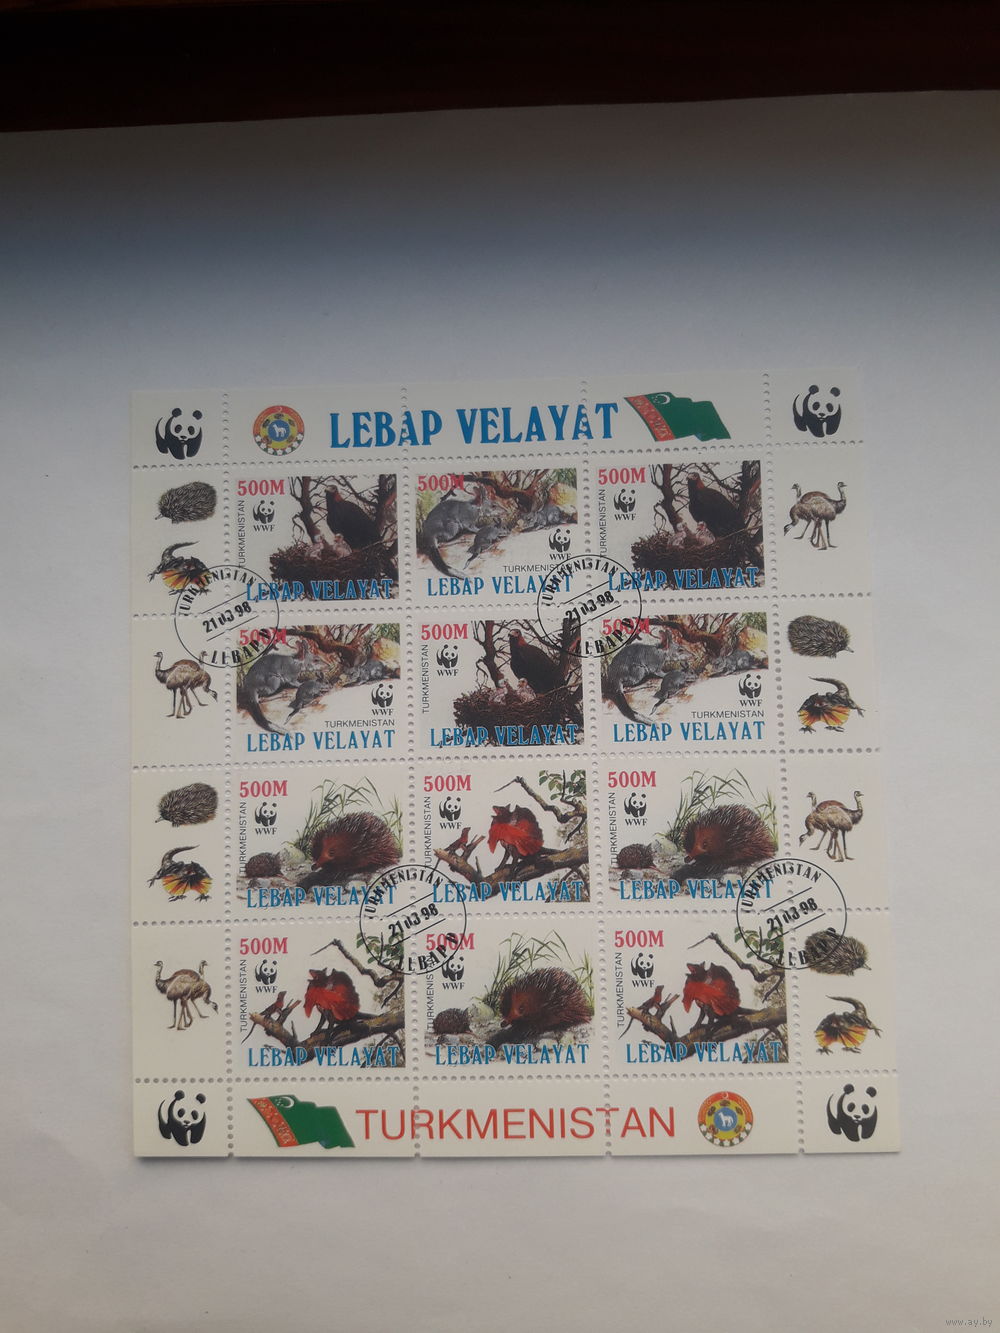 LEBAP VELAYAT
500M WWF TURKMENISTAN LEBAP VELAYAT
500M WWF TURKMENISTAN LEBAP VELAYAT
500M TURKMENISTAN LEBAP VELAYAT
TURKMENISTAN
21 03 98
LEBAP
TURKMENISTAN
21 03 98
LEBAP
500M WWF TURKMENISTAN LEBAP VELAYAT
500M WWF TURKMENISTAN LEBAP VELAYAT
500M WWF TURKMENISTAN LEBAP VELAYAT
500M WWF TURKMENISTAN LEBAP VELAYAT
500M WWF TURKMENISTAN LEBAP VELAYAT
500M WWF TURKMENISTAN LEBAP VELAYAT
TURKMENISTAN
21 03 98
LEBAP
TURKMENISTAN
21 03 98
LEBAP
500M WWF TURKMENISTAN LEBAP VELAYAT
500M WWF TURKMENISTAN LEBAP VELAYAT
500M WWF TURKMENISTAN LEBAP VELAYAT
TURKMENISTAN
www.ay.by